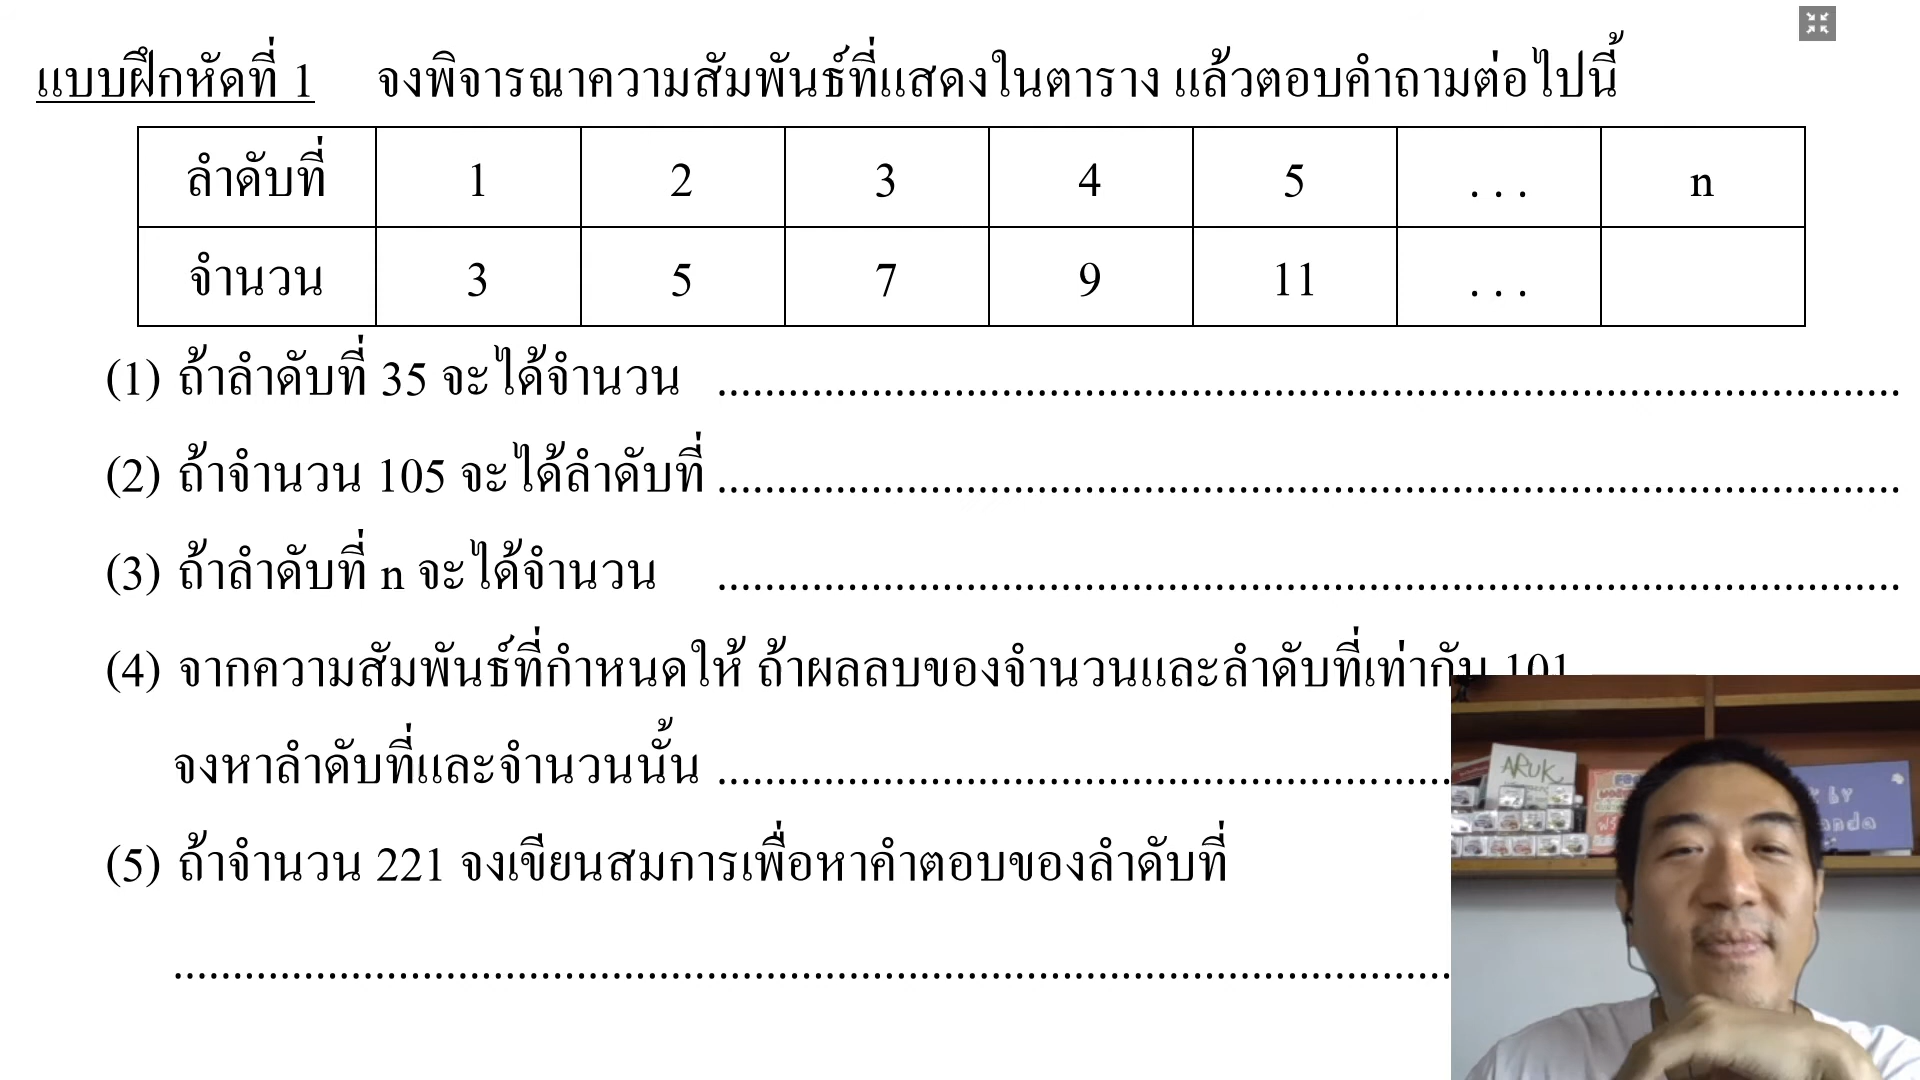 แบบฝึกหัดที่ 1 จงพิจารณาความสัมพันธ์ที่แสดงในตาราง แล้วตอบคำถามต่อไปนี้
ลำดับที่ 1 2 3 4 5 . . . n
จำนวน 3 5 7 9 11 . . .
(1) ถ้าลำดับที่ 35 จะได้จำนวน ....................................................................................................
(2) ถ้าจำนวน 105 จะได้ลำดับที่ ....................................................................................................
(3) ถ้าลำดับที่ n จะได้จำนวน ....................................................................................................
(4) จากความสัมพันธ์ที่กำหนดให้ ถ้าผลลบของจำนวนและลำดับที่เท่ากับ 101
จงหาลำดับที่และจำนวนนั้น ..............................................................
(5) ถ้าจำนวน 221 จงเขียนสมการเพื่อหาคำตอบของลำดับที่
............................................................................................................
ARUK
BY
anda